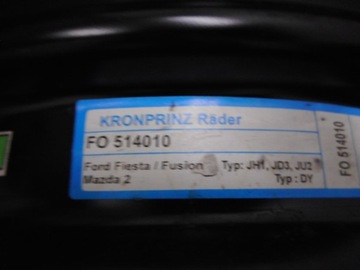 KRONPRINZ Räder
FO 514010
Ford Fiesta / Fusion Typ: JH1, JD3, JU2
Mazda 2 Typ: DY
FO 514010